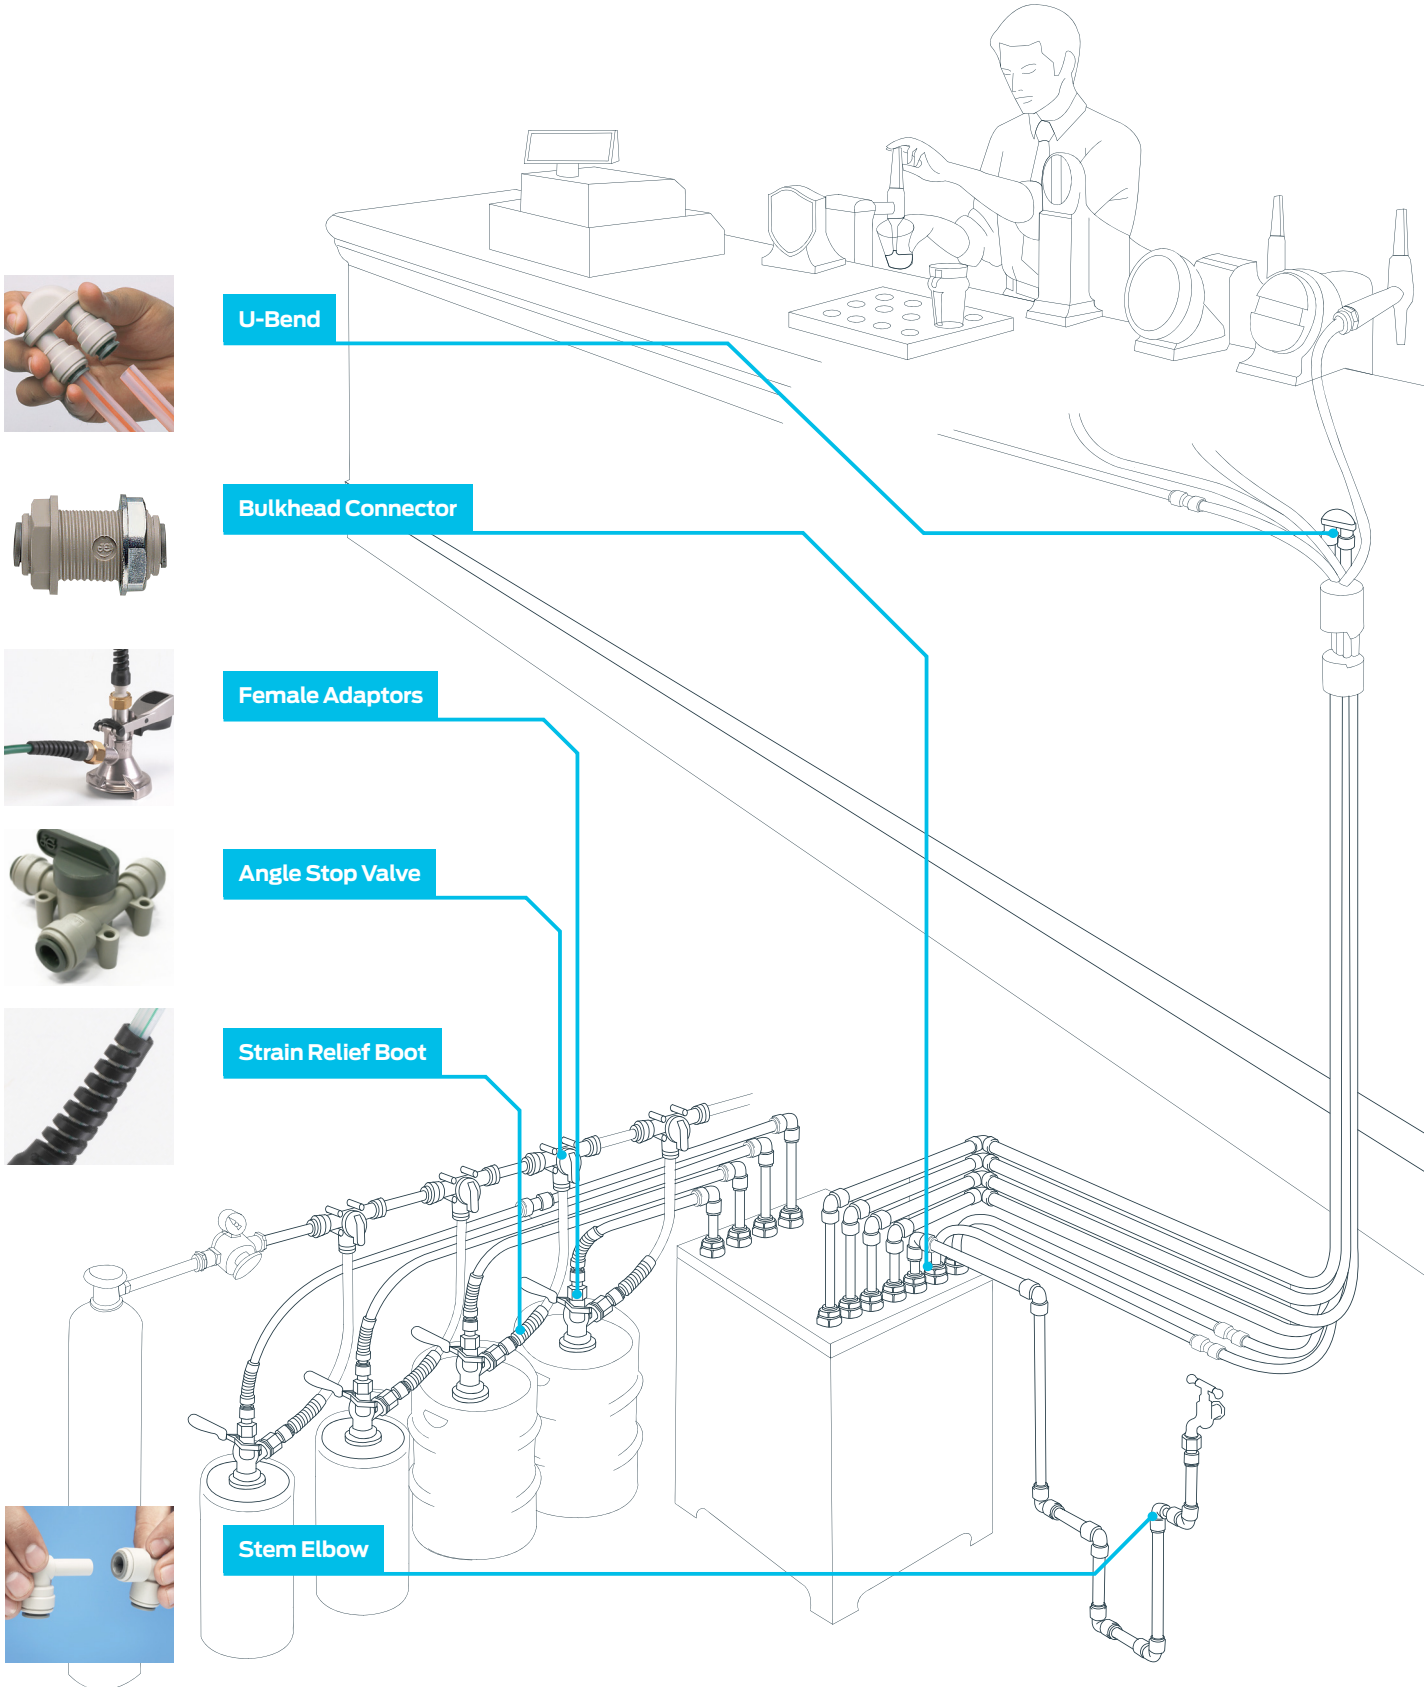 U-Bend
Bulkhead Connector
Female Adaptors
Angle Stop Valve
Strain Relief Boot
Stem Elbow